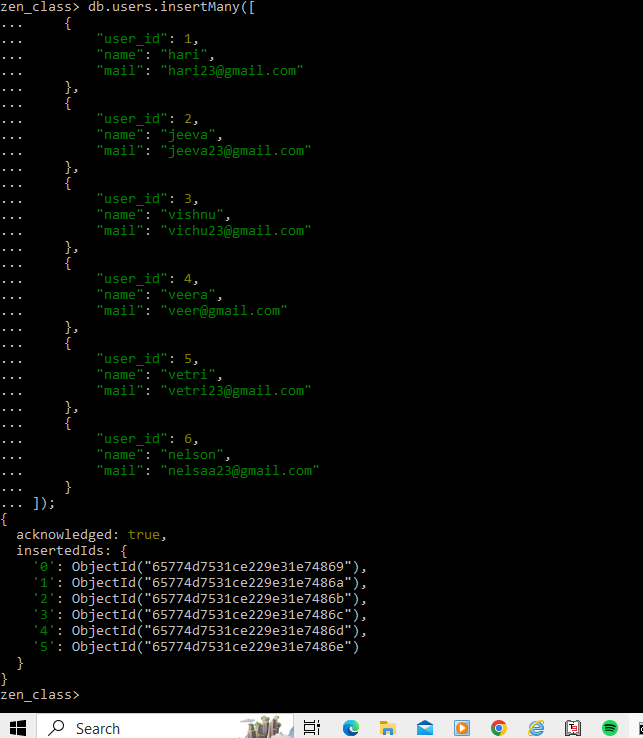 zen_class> db.users.insertMany([
...     {
...         "user_id": 1,
...         "name": "hari",
...         "mail": "hari23@gmail.com"
...     },
...     {
...         "user_id": 2,
...         "name": "jeeva",
...         "mail": "jeeva23@gmail.com"
...     },
...     {
...         "user_id": 3,
...         "name": "vishnu",
...         "mail": "vichu23@gmail.com"
...     },
...     {
...         "user_id": 4,
...         "name": "veera",
...         "mail": "veer@gmail.com"
...     },
...     {
...         "user_id": 5,
...         "name": "vetri",
...         "mail": "vetri23@gmail.com"
...     },
...     {
...         "user_id": 6,
...         "name": "nelson",
...         "mail": "nelsaa23@gmail.com"
...     }
... ]);
{
  acknowledged: true,
  insertedIds: {
    '0': ObjectId("65774d7531ce229e31e74869"),
    '1': ObjectId("65774d7531ce229e31e7486a"),
    '2': ObjectId("65774d7531ce229e31e7486b"),
    '3': ObjectId("65774d7531ce229e31e7486c"),
    '4': ObjectId("65774d7531ce229e31e7486d"),
    '5': ObjectId("65774d7531ce229e31e7486e")
  }
}
zen_class>
Search